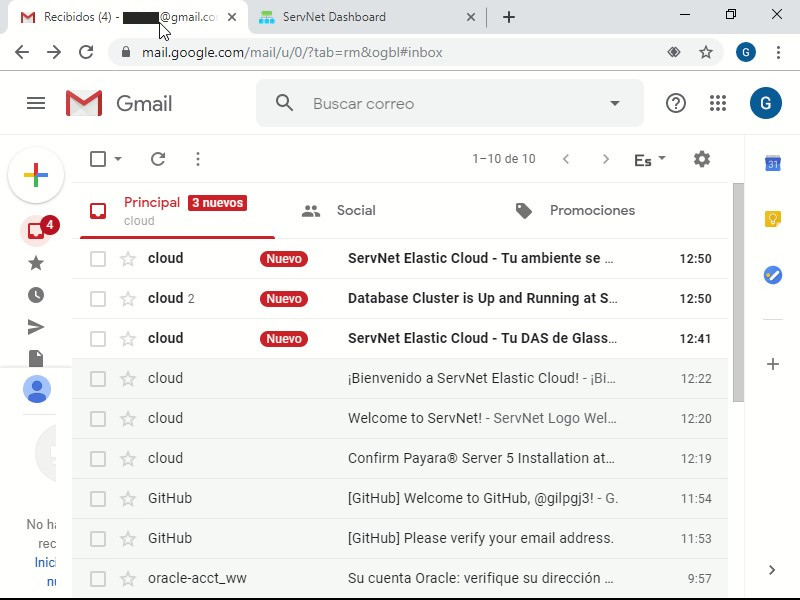 Recibidos (4) - @gmail.co
ServNet Dashboard
mail.google.com/mail/u/0/?tab=rm&ogbl#inbox
G
Gmail
Buscar correo
G
1–10 de 10
Es
31
Principal 3 nuevos
cloud
Social
Promociones
4
cloud Nuevo ServNet Elastic Cloud - Tu ambiente se ... 12:50
cloud 2 Nuevo Database Cluster is Up and Running at S... 12:50
cloud Nuevo ServNet Elastic Cloud - Tu DAS de Glass... 12:41
cloud ¡Bienvenido a ServNet Elastic Cloud! - ¡Bi... 12:22
cloud Welcome to ServNet! - ServNet Logo Wel... 12:20
cloud Confirm Payara® Server 5 Installation at... 12:19
GitHub [GitHub] Welcome to GitHub, @gilpgj3! - G. 11:54
GitHub [GitHub] Please verify your email address. 11:53
oracle-acct_ww Su cuenta Oracle: verifique su dirección ... 9:57
No ha
rec
Inici
nu